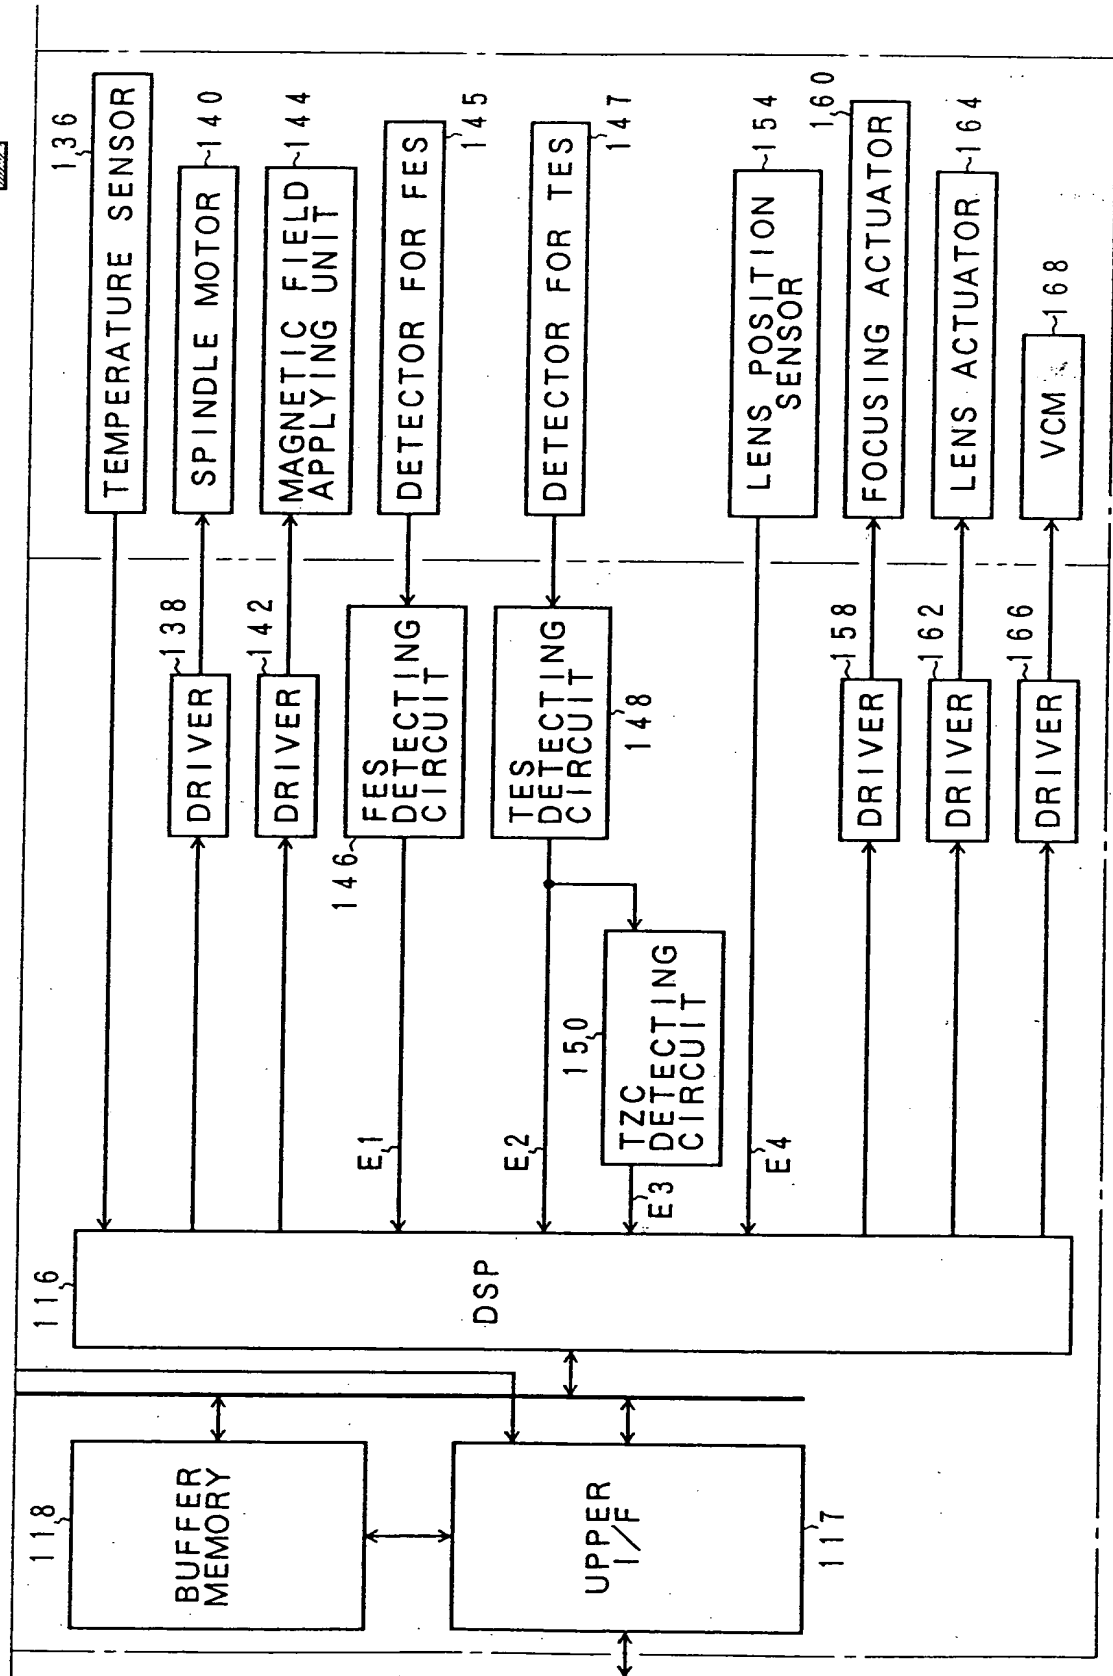 118
BUFFER
MEMORY
UPPER
I/F
117
116
DSP
136
TEMPERATURE SENSOR
138
DRIVER
140
SPINDLE MOTOR
142
DRIVER
144
MAGNETIC FIELD
APPLYING UNIT
E1
146
FES
DETECTING
CIRCUIT
145
DETECTOR FOR FES
E2
TES
DETECTING
CIRCUIT
148
147
DETECTOR FOR TES
150
TZC
DETECTING
CIRCUIT
E3
E4
154
LENS POSITION
SENSOR
158
DRIVER
160
FOCUSING ACTUATOR
162
DRIVER
164
LENS ACTUATOR
166
DRIVER
168
VCM